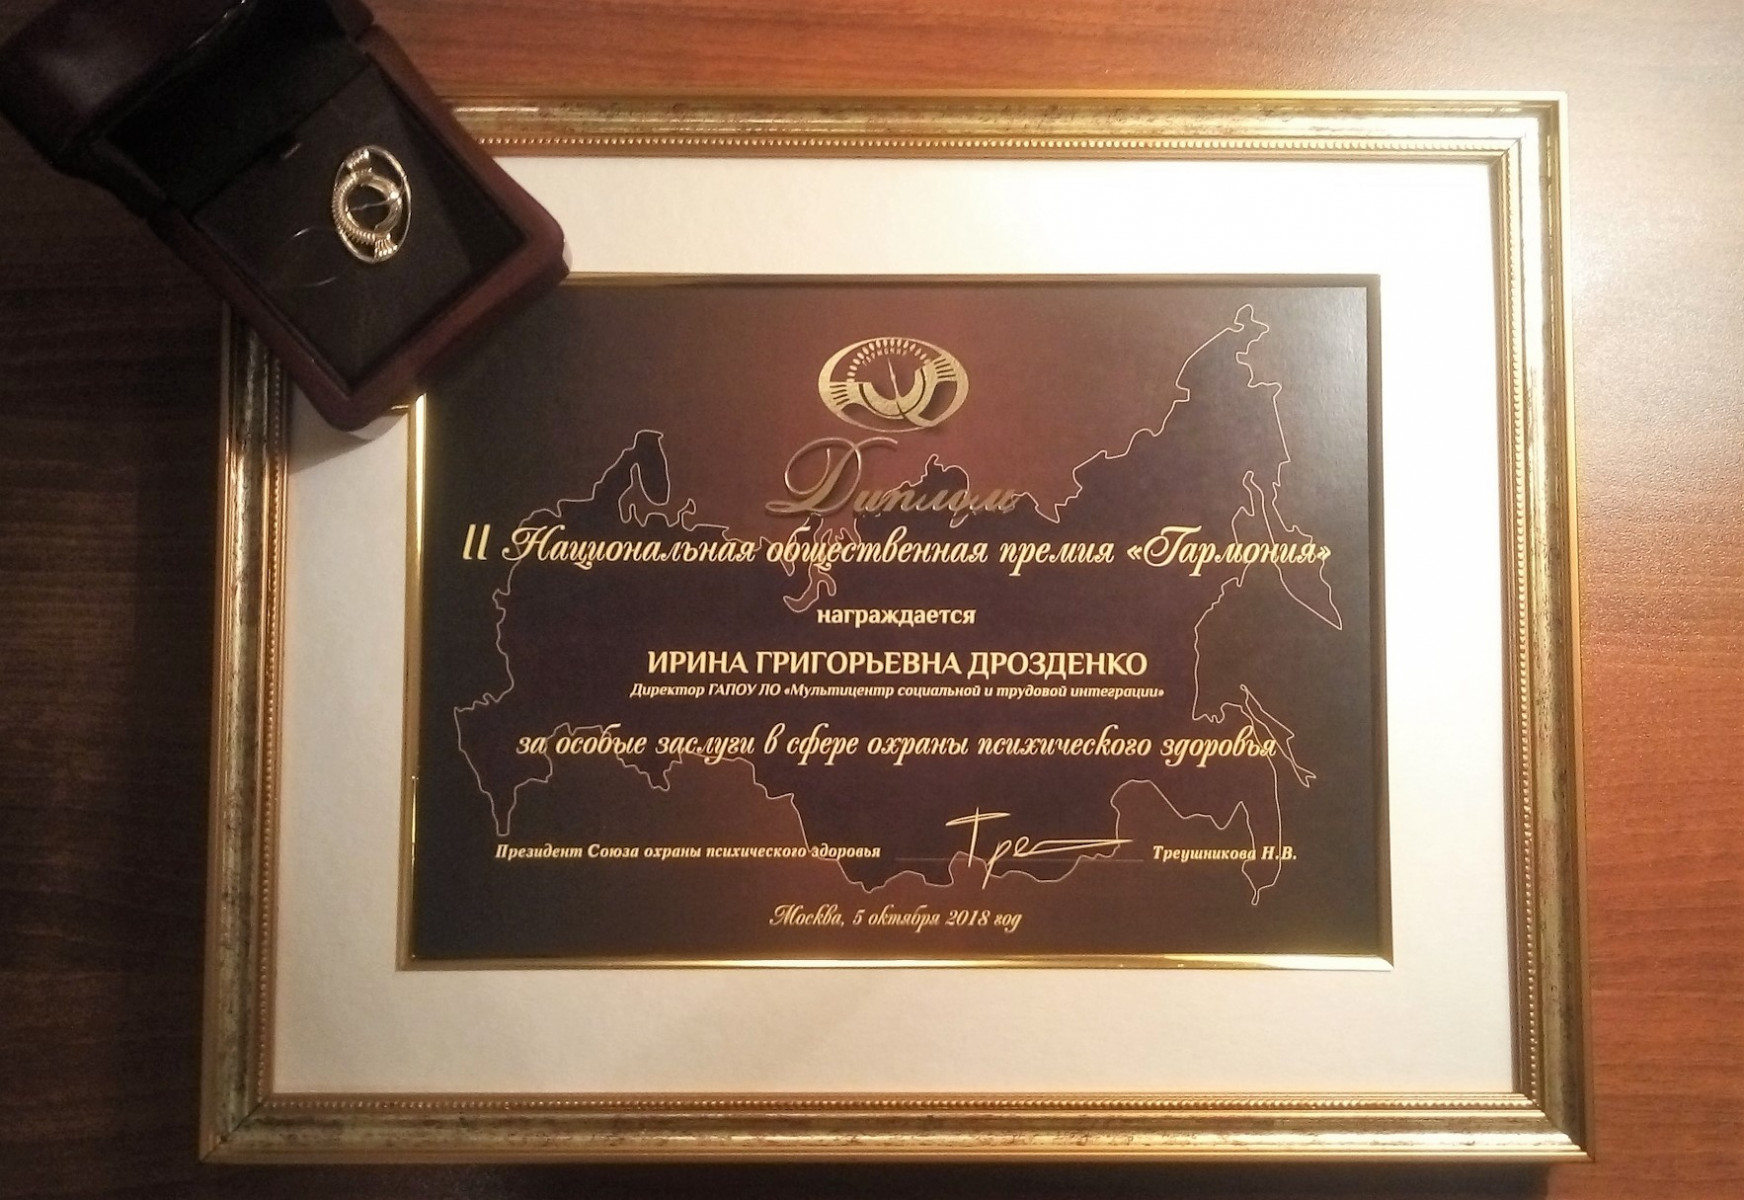 Диплом
II Национальная общественная премия «Гармония»
награждается
ИРИНА ГРИГОРЬЕВНА ДРОЗДЕНКО
Директор ГАПОУ ЛО «Мультицентр социальной и трудовой интеграции»
за особые заслуги в сфере охраны психического здоровья
Президент Союза охраны психического здоровья Тре Треушникова Н.В.
Москва, 5 октября 2018 год